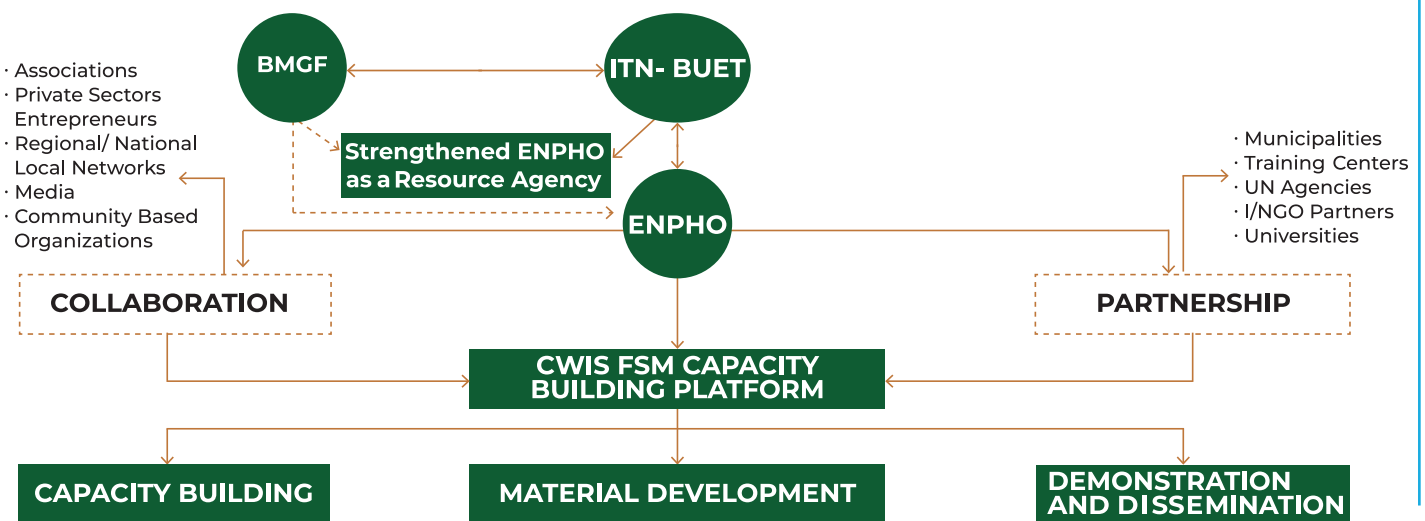 BMGF
ITN- BUET
· Associations
· Private Sectors
Entrepreneurs
· Regional/ National
Local Networks
· Media
· Community Based
Organizations
Strengthened ENPHO
as a Resource Agency
· Municipalities
· Training Centers
· UN Agencies
· I/NGO Partners
· Universities
ENPHO
COLLABORATION
PARTNERSHIP
CWIS FSM CAPACITY
BUILDING PLATFORM
CAPACITY BUILDING
MATERIAL DEVELOPMENT
DEMONSTRATION
AND DISSEMINATION